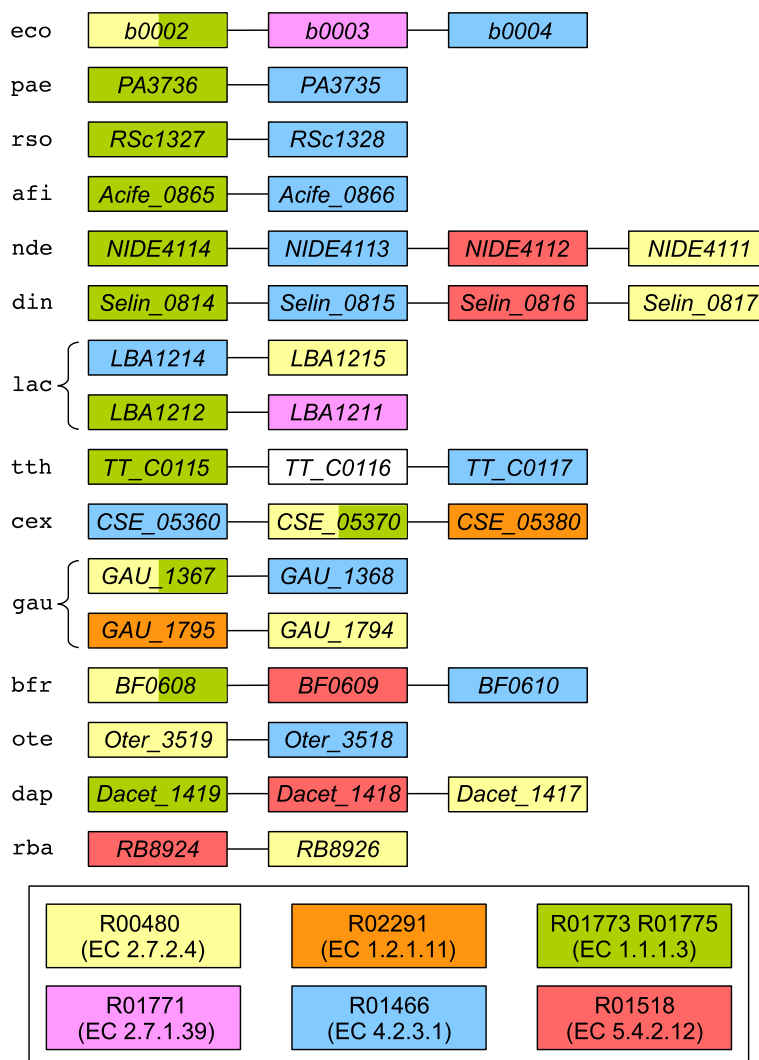 eco b0002 b0003 b0004
pae PA3736 PA3735
rso RSc1327 RSc1328
afi Acife_0865 Acife_0866
nde NIDE4114 NIDE4113 NIDE4112 NIDE4111
din Selin_0814 Selin_0815 Selin_0816 Selin_0817
LBA1214 LBA1215
lac
LBA1212 LBA1211
tth TT_C0115 TT_C0116 TT_C0117
cex CSE_05360 CSE_05370 CSE_05380
GAU_1367 GAU_1368
gau
GAU_1795 GAU_1794
bfr BF0608 BF0609 BF0610
ote Oter_3519 Oter_3518
dap Dacet_1419 Dacet_1418 Dacet_1417
rba RB8924 RB8926
R00480 R02291 R01773 R01775
(EC 2.7.2.4) (EC 1.2.1.11) (EC 1.1.1.3)
R01771 R01466 R01518
(EC 2.7.1.39) (EC 4.2.3.1) (EC 5.4.2.12)